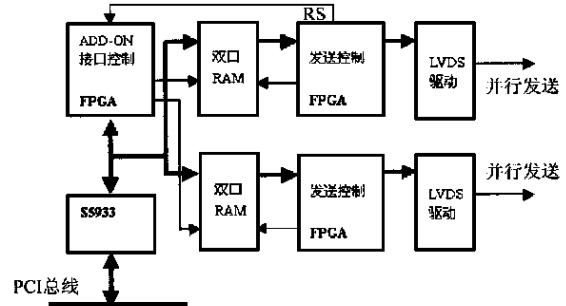 RS
ADD-ON
接口控制
FPGA
双口
RAM
发送控制
FPGA
LVDS
驱动
并行发送
双口
RAM
发送控制
FPGA
LVDS
驱动
并行发送
S5933
PCI总线